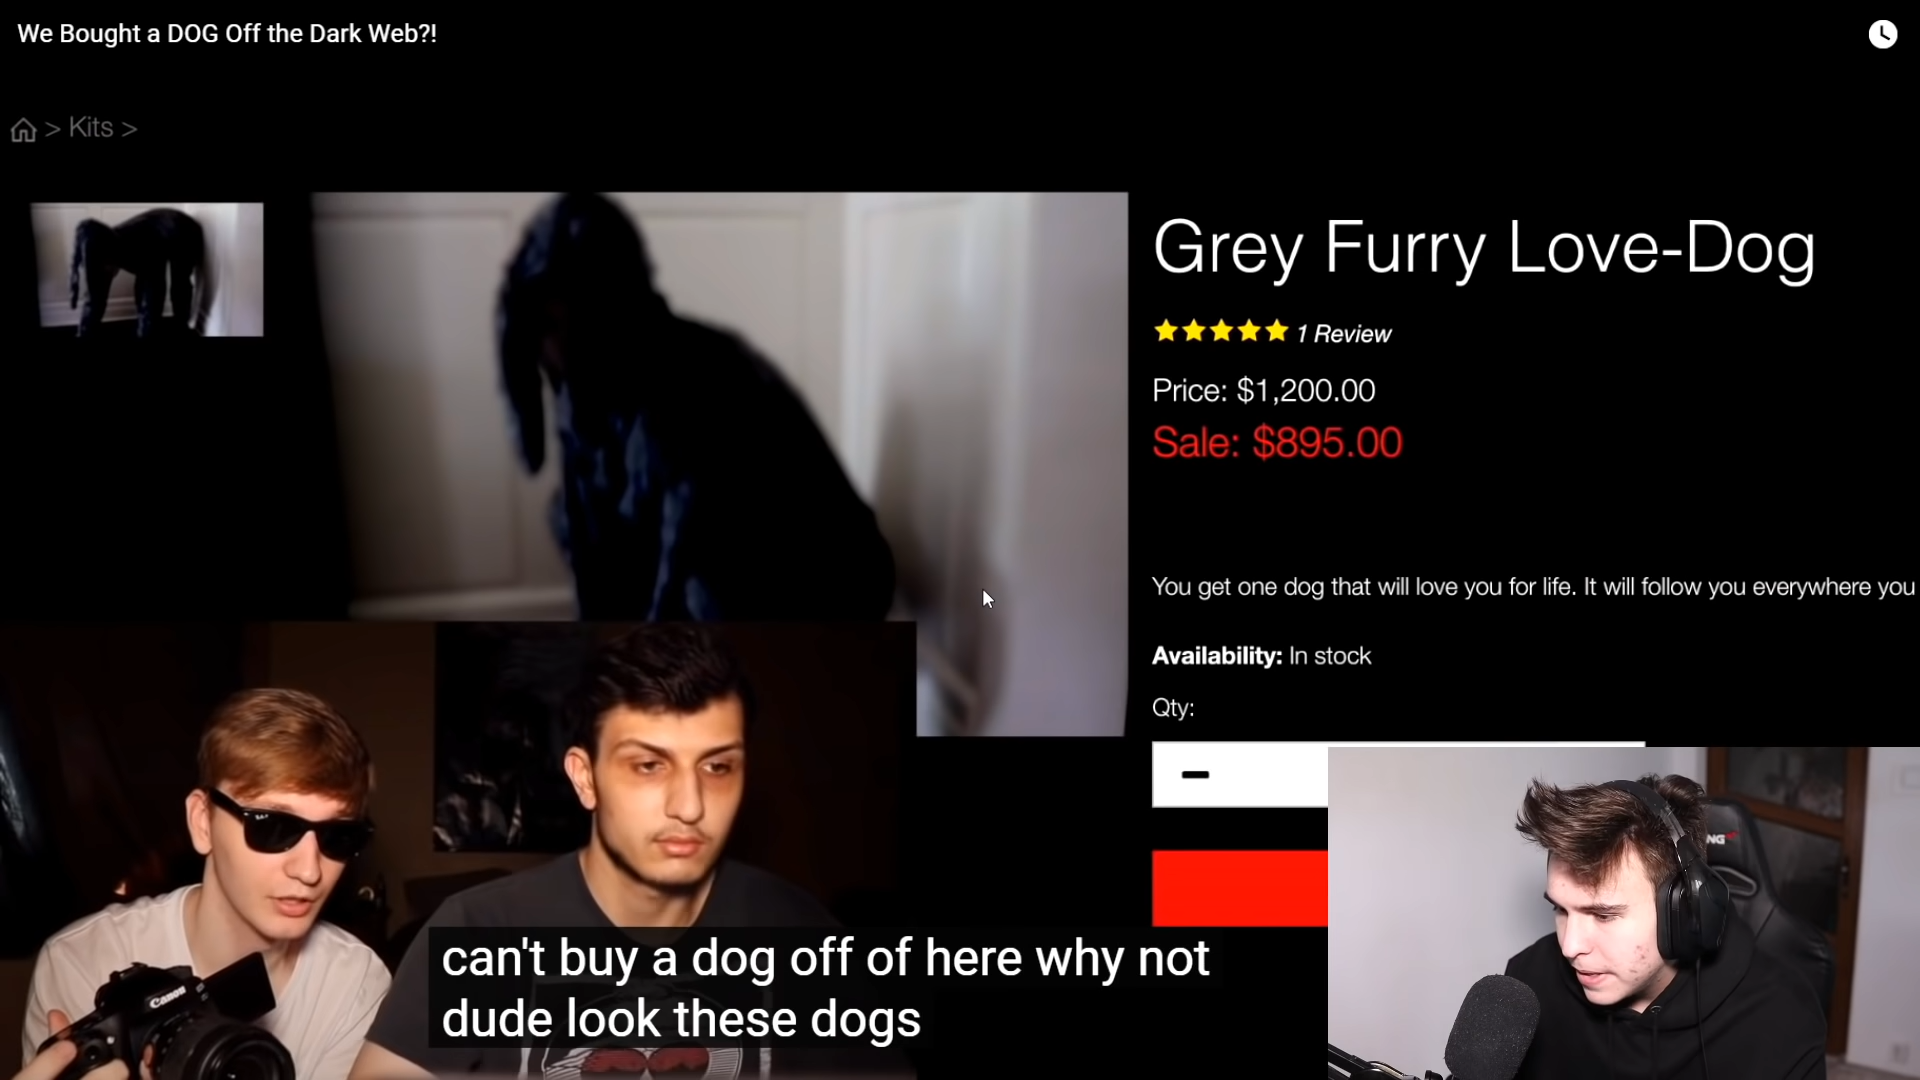 We Bought a DOG Off the Dark Web?!
> Kits >
Grey Furry Love-Dog
1 Review
Price: $1,200.00
Sale: $895.00
You get one dog that will love you for life. It will follow you everywhere you
Availability: In stock
Qty:
NG
Canon
can't buy a dog off of here why not
dude look these dogs